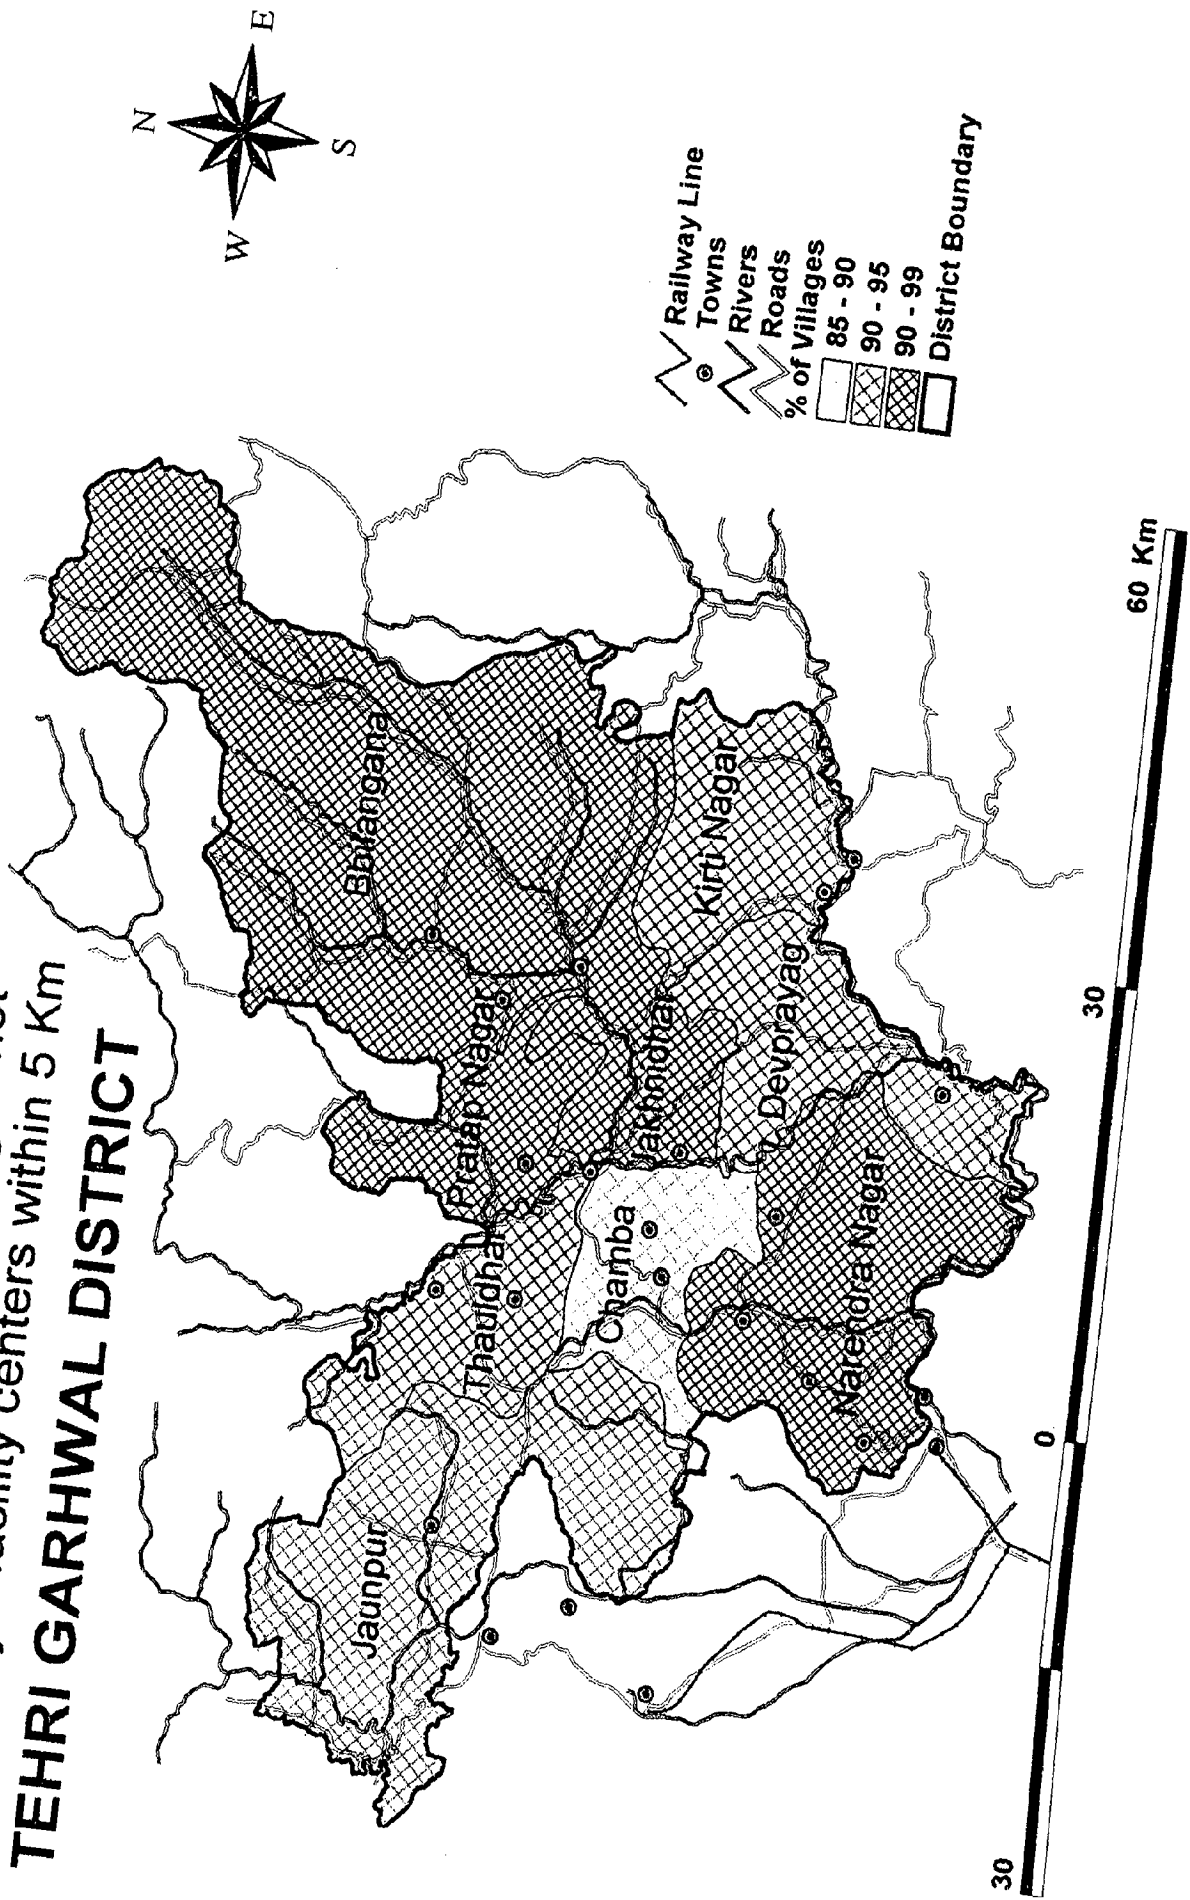 facility centers within 5 Km
TEHRI GARHWAL DISTRICT
N
E
W
S
Railway Line
Towns
Rivers
Roads
% of Villages
85 - 90
90 - 95
90 - 99
District Boundary
Bhilangana
Pratap Nagar
Kirti Nagar
Jakhnidhar
Devprayag
Thauldhar
Chamba
Narendra Nagar
Jaunpur
30
0
30
60 Km